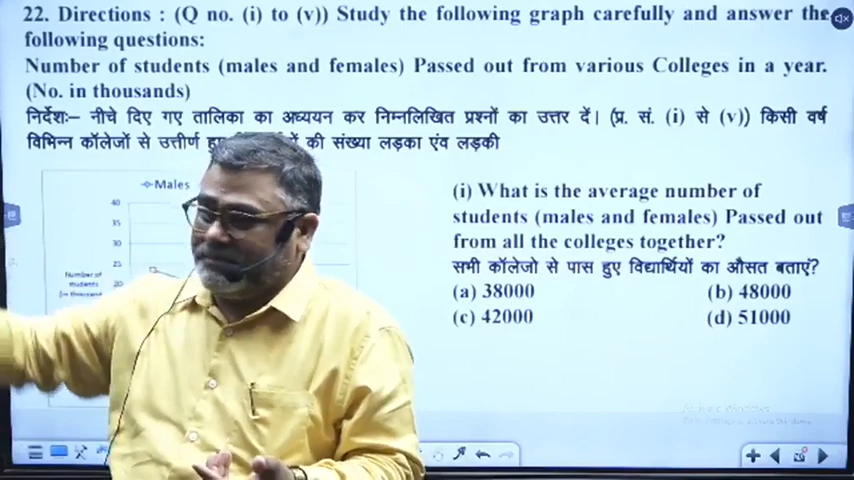 22. Directions : (Q no. (i) to (v)) Study the following graph carefully and answer the
following questions:
Number of students (males and females) Passed out from various Colleges in a year.
(No. in thousands)
निर्देशः– नीचे दिए गए तालिका का अध्ययन कर निम्नलिखित प्रश्नों का उत्तर दें। (प्र. सं. (i) से (v)) किसी वर्ष
विभिन्न कॉलेजों से उत्तीर्ण की संख्या लड़का एंव लड़की
Males
40
35
30
25
20
Number of
students
(i) What is the average number of
students (males and females) Passed out
from all the colleges together?
सभी कॉलेजो से पास हुए विद्यार्थियों का औसत बताएं?
(a) 38000 (b) 48000
(c) 42000 (d) 51000